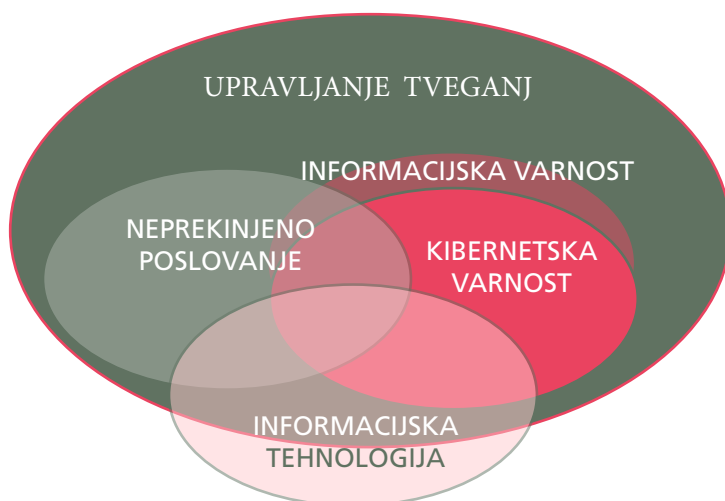 UPRAVLJANJE TVEGANJ
INFORMACIJSKA VARNOST
NEPREKINJENO
POSLOVANJE
KIBERNETSKA
VARNOST
INFORMACIJSKA
TEHNOLOGIJA